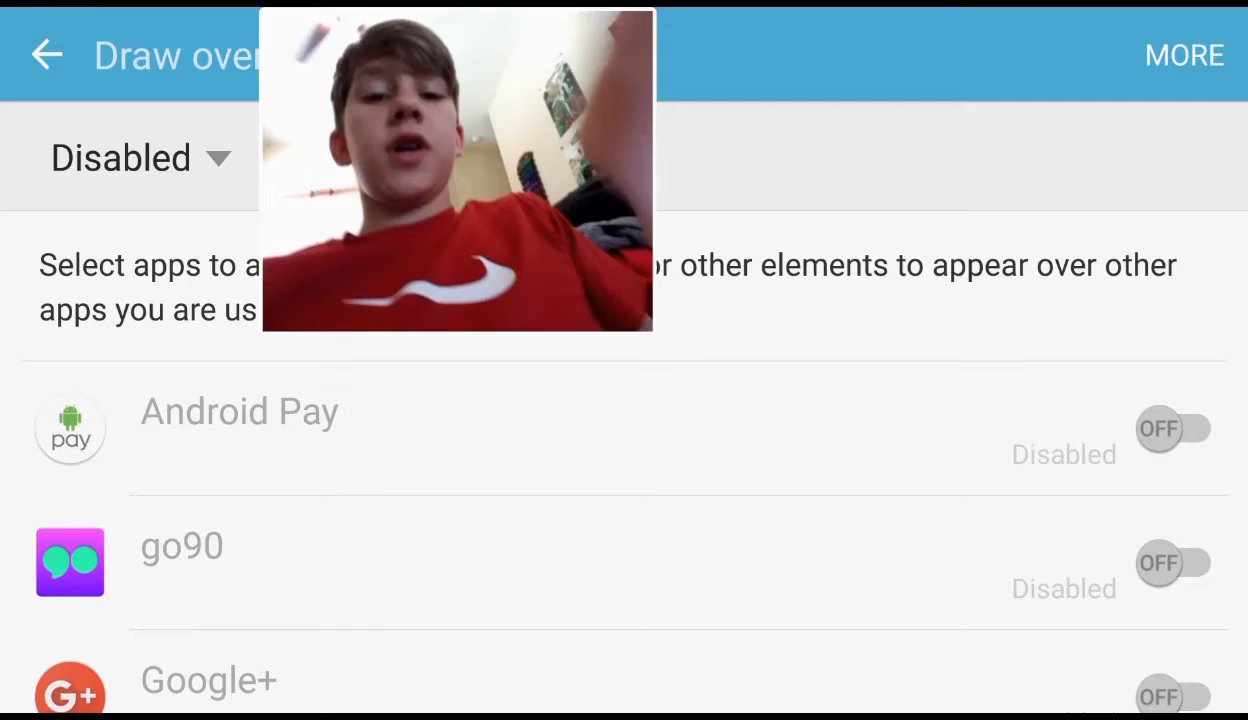 Draw over
MORE
Disabled
Select apps to a or other elements to appear over other
apps you are us
Android Pay
pay
OFF
Disabled
go90
OFF
Disabled
Google+
G+
OFF